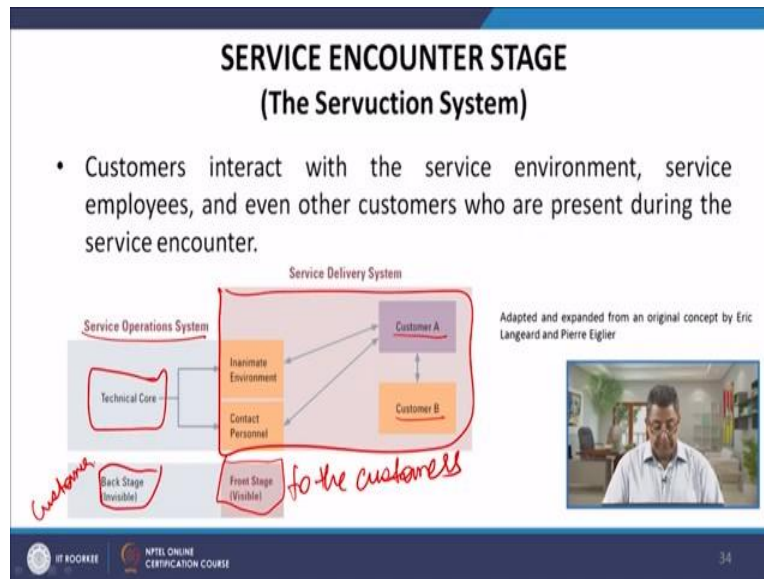 SERVICE ENCOUNTER STAGE
(The Servuction System)
• Customers interact with the service environment, service
employees, and even other customers who are present during the
service encounter.
Service Delivery System
Service Operations System
Customer A
Inanimate
Environment
Technical Core
Contact
Personnel
Customer B
Back Stage
(Invisible)
Front Stage
(Visible)
to the customers
Customer
Adapted and expanded from an original concept by Eric
Langeard and Pierre Eiglier
IIT ROORKEE
NPTEL ONLINE
CERTIFICATION COURSE
34